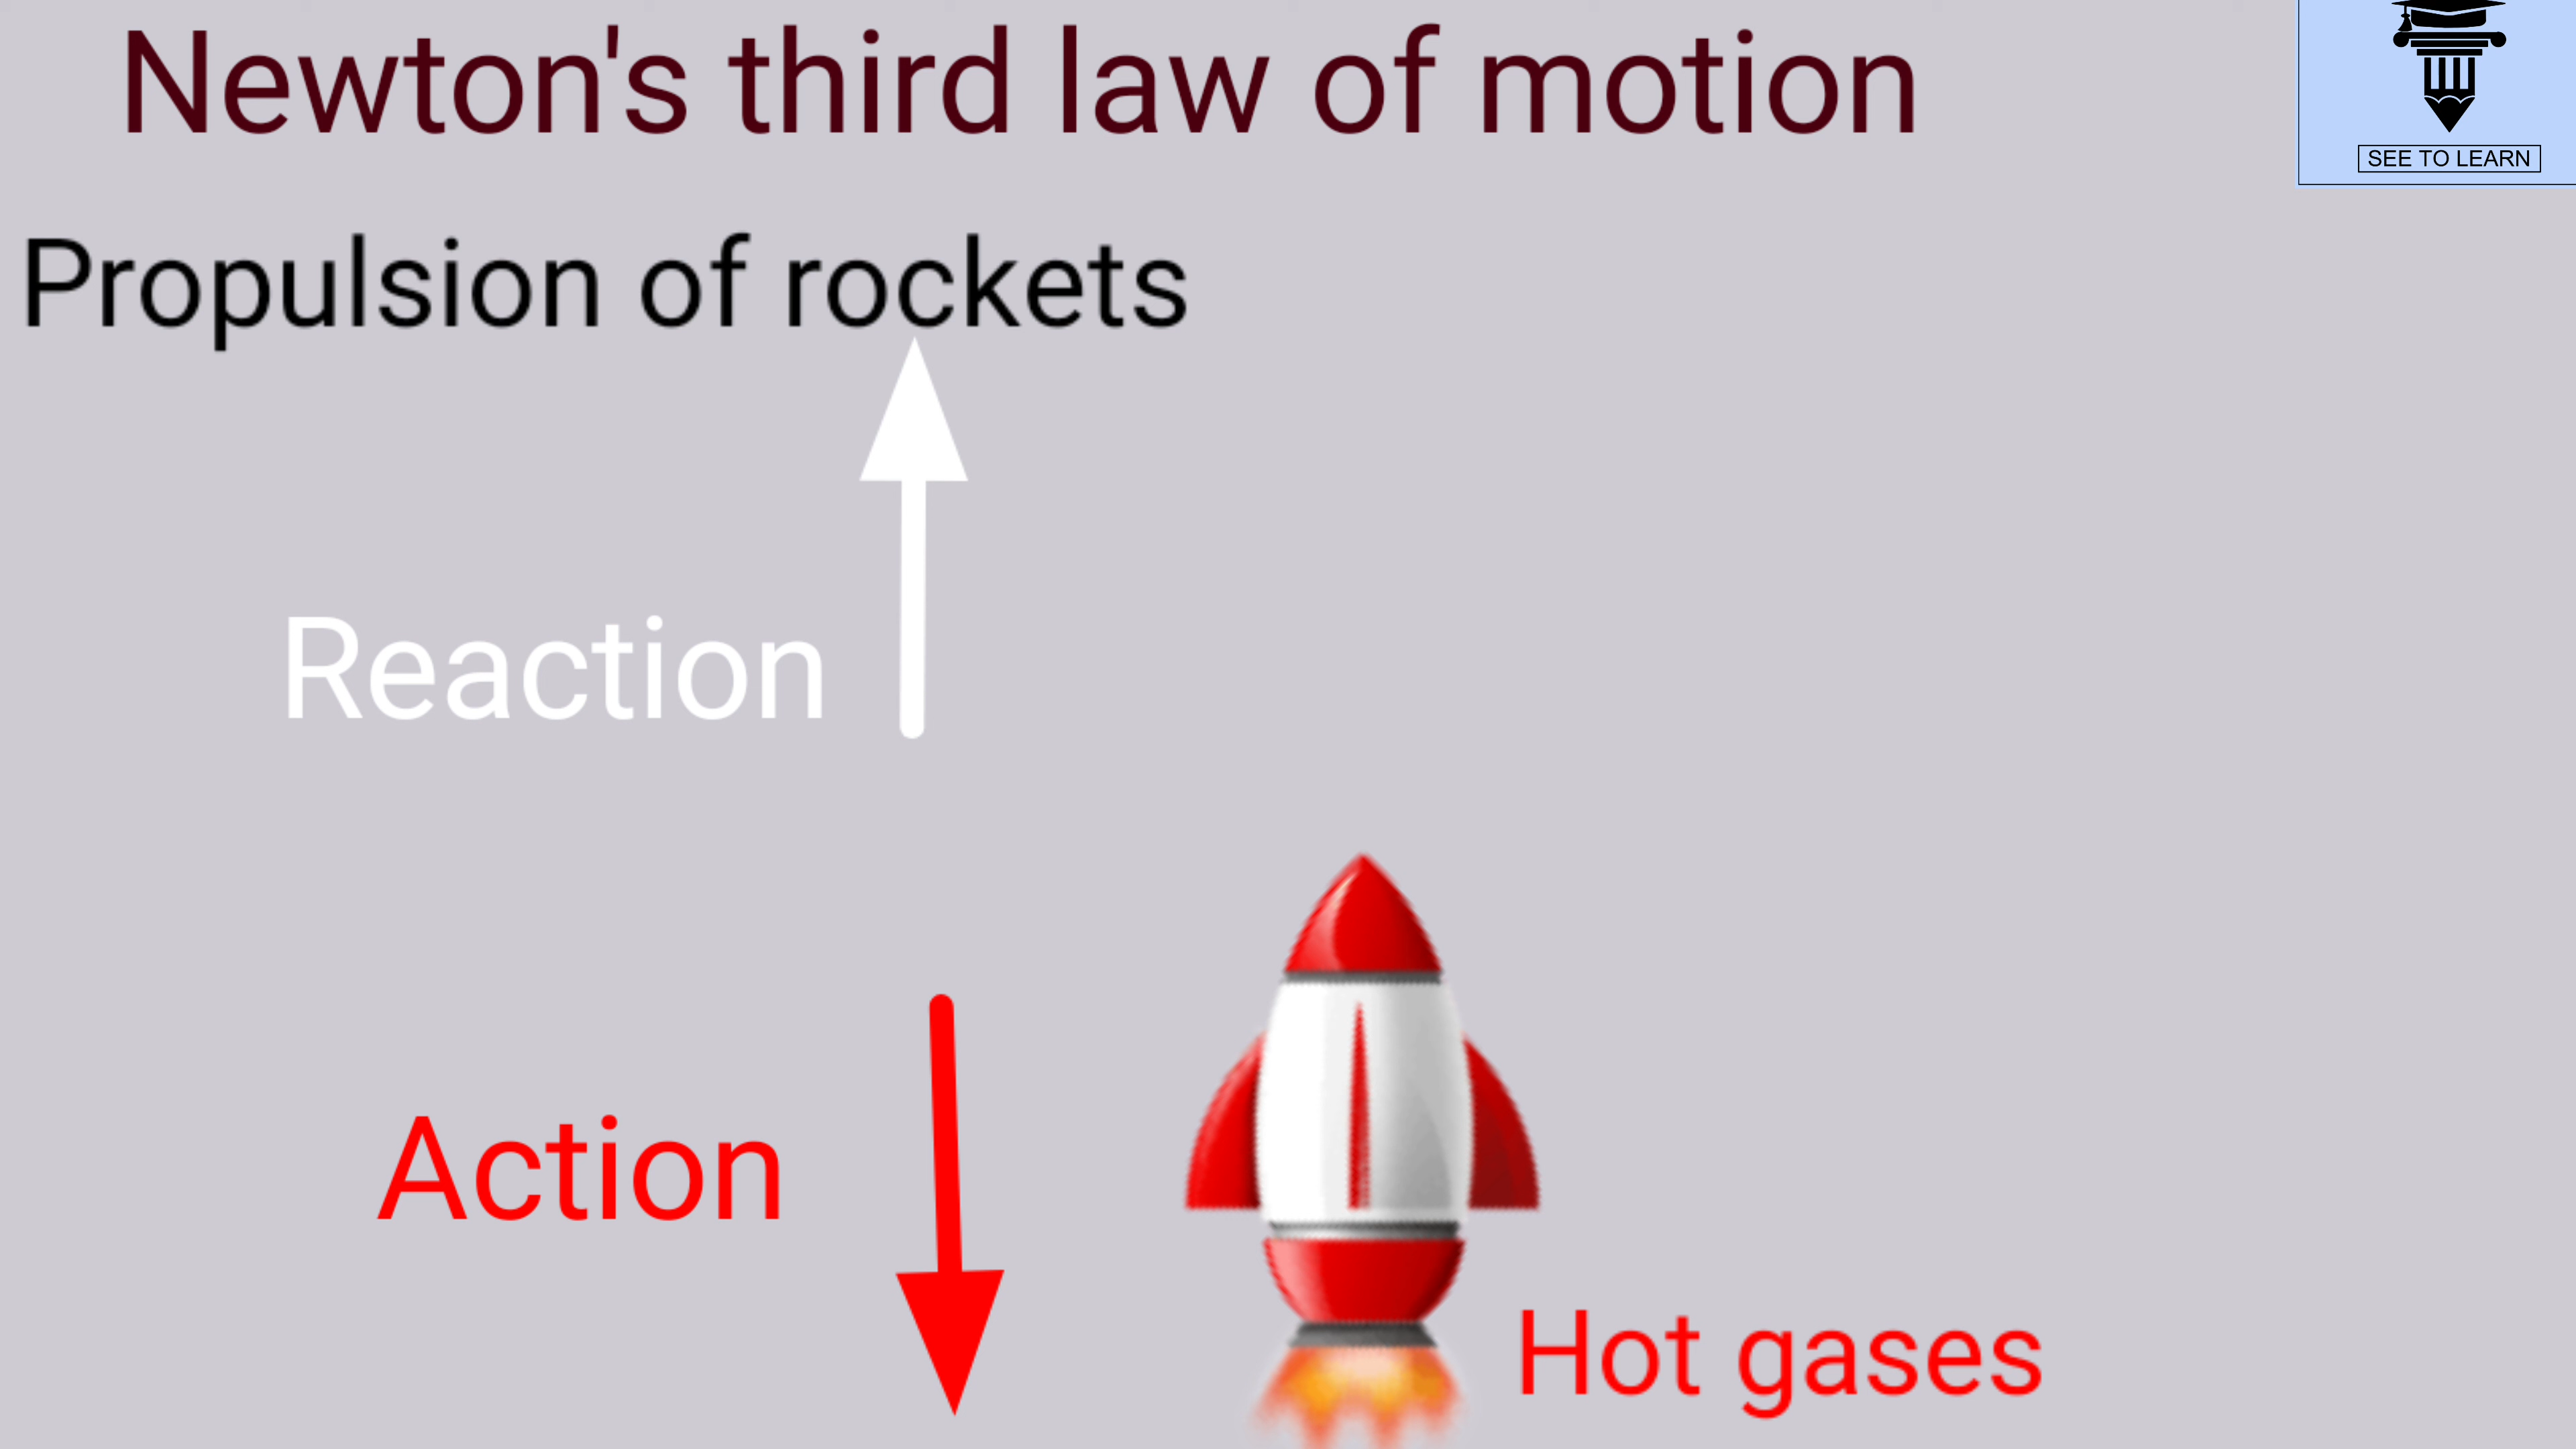 Newton's third law of motion
SEE TO LEARN
Propulsion of rockets
Reaction
Action
Hot gases